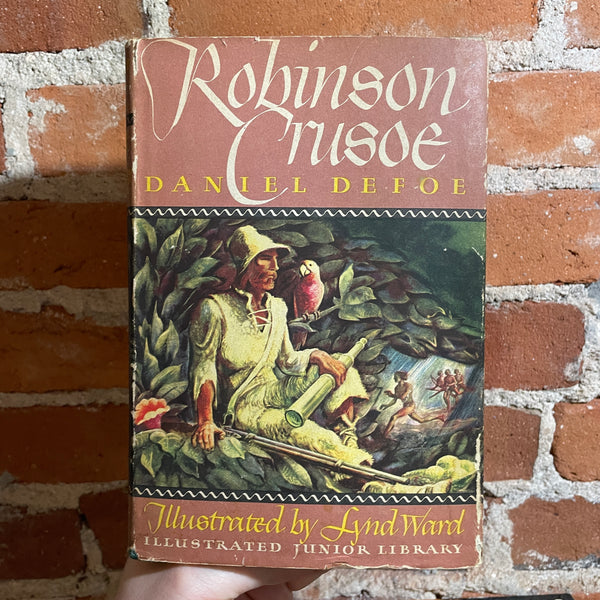 Robinson
Crusoe
DANIEL DEFOE
Illustrated by Lynd Ward
ILLUSTRATED JUNIOR LIBRARY